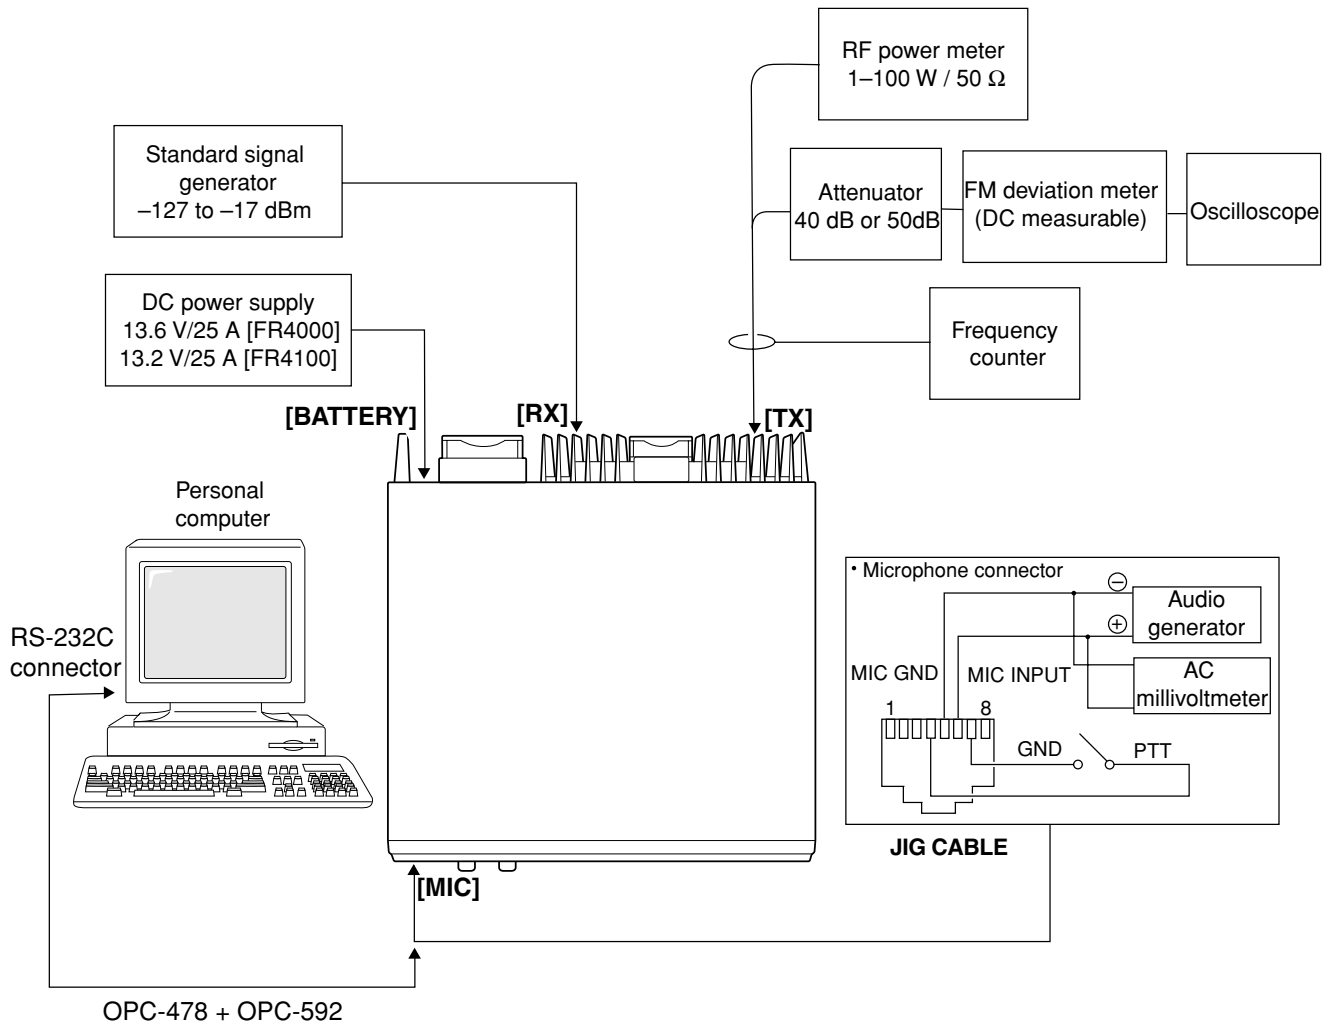 RF power meter
1–100 W / 50 Ω
Standard signal
generator
–127 to –17 dBm
Attenuator
40 dB or 50dB
FM deviation meter
(DC measurable)
Oscilloscope
DC power supply
13.6 V/25 A [FR4000]
13.2 V/25 A [FR4100]
Frequency
counter
[BATTERY]
[RX]
[TX]
Personal
computer
RS-232C
connector
• Microphone connector
⊖
Audio
generator
⊕
MIC GND
MIC INPUT
AC
millivoltmeter
1
8
GND
PTT
JIG CABLE
[MIC]
OPC-478 + OPC-592